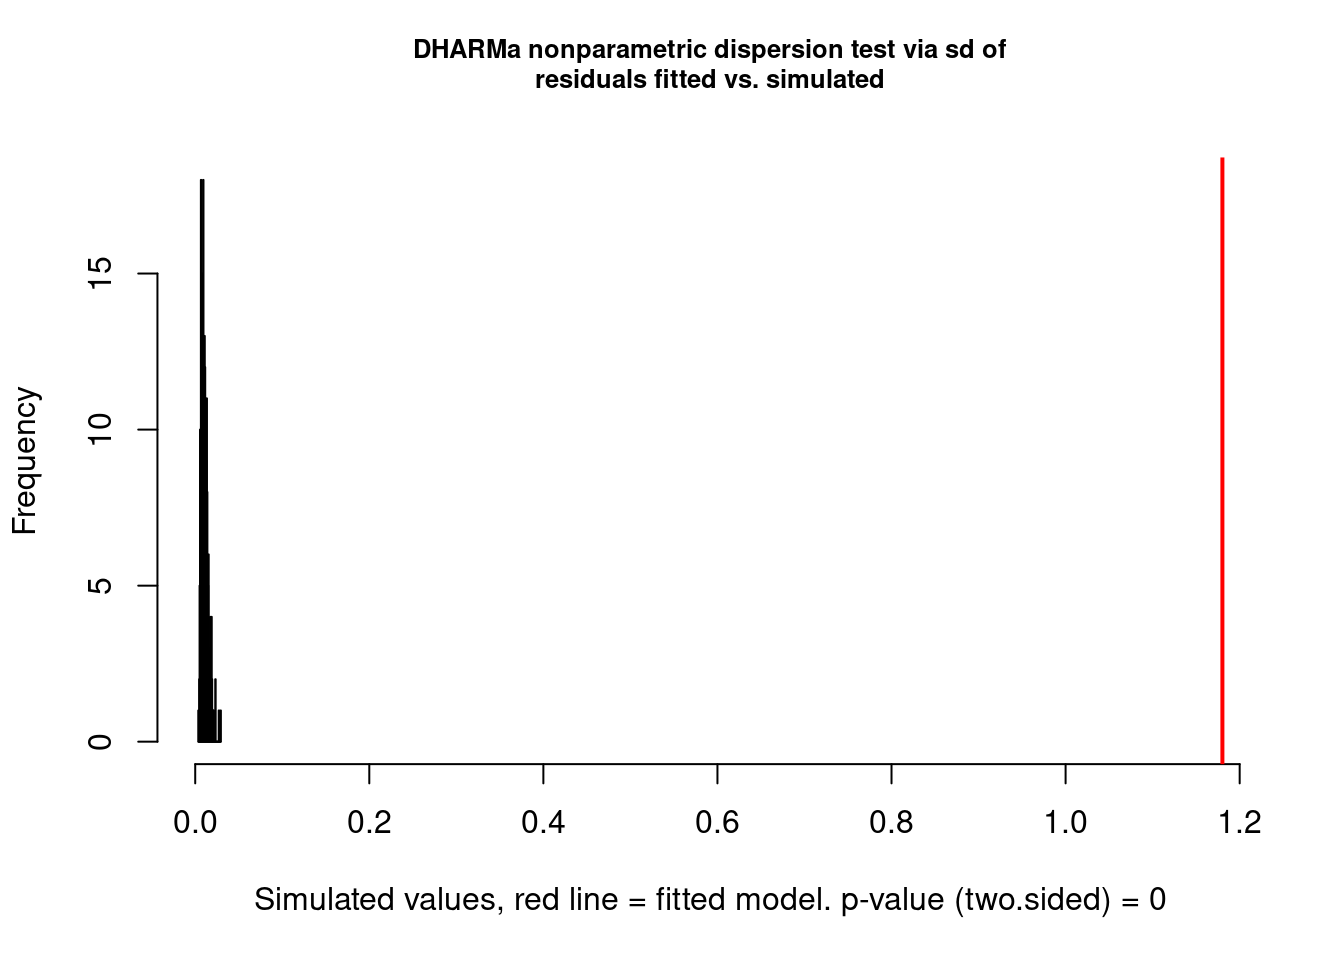 DHARMa nonparametric dispersion test via sd of
residuals fitted vs. simulated
Frequency
15
10
5
0
0.0 0.2 0.4 0.6 0.8 1.0 1.2
Simulated values, red line = fitted model. p-value (two.sided) = 0